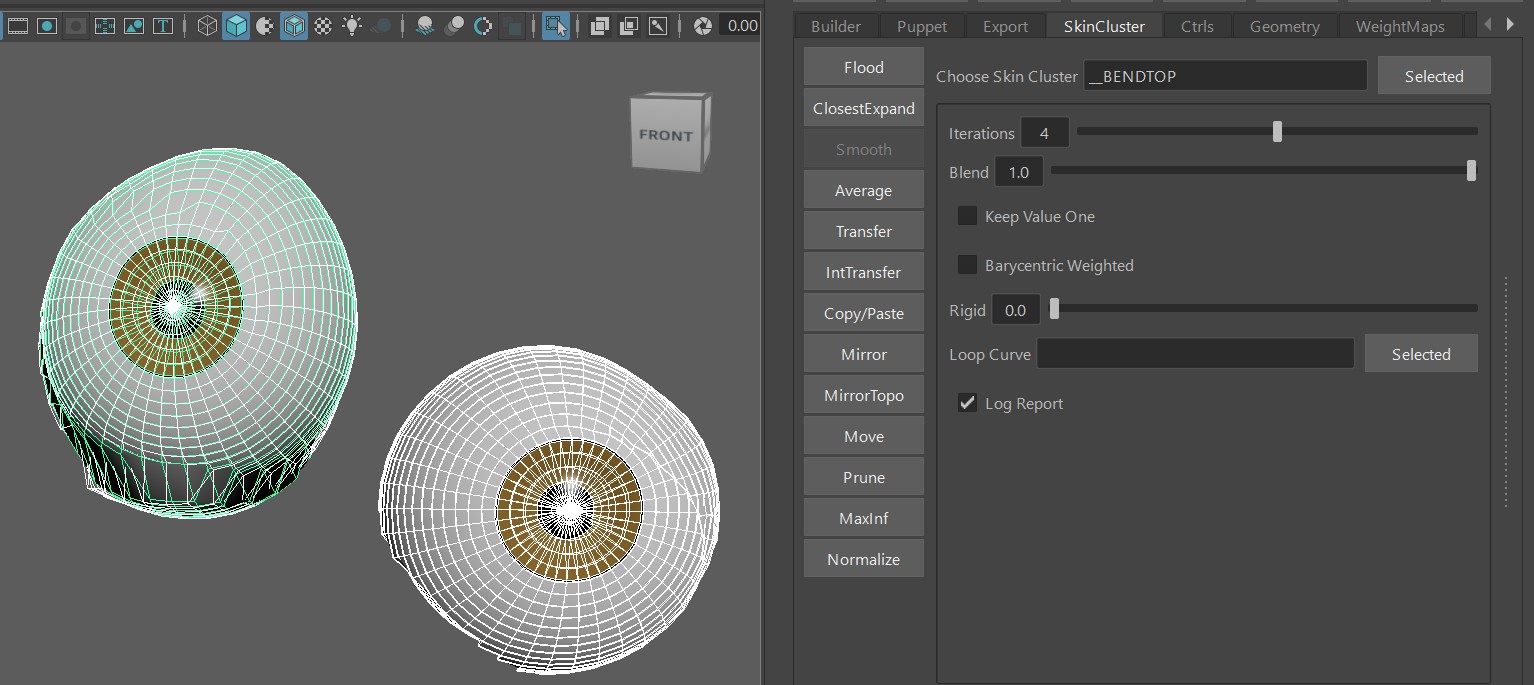 T
0.00
FRONT
Builder Puppet Export SkinCluster Ctrls Geometry WeightMaps
Flood
ClosestExpand
Smooth
Average
Transfer
IntTransfer
Copy/Paste
Mirror
MirrorTopo
Move
Prune
MaxInf
Normalize
Choose Skin Cluster __BENDTOP Selected
Iterations 4
Blend 1.0
Keep Value One
Barycentric Weighted
Rigid 0.0
Loop Curve Selected
Log Report